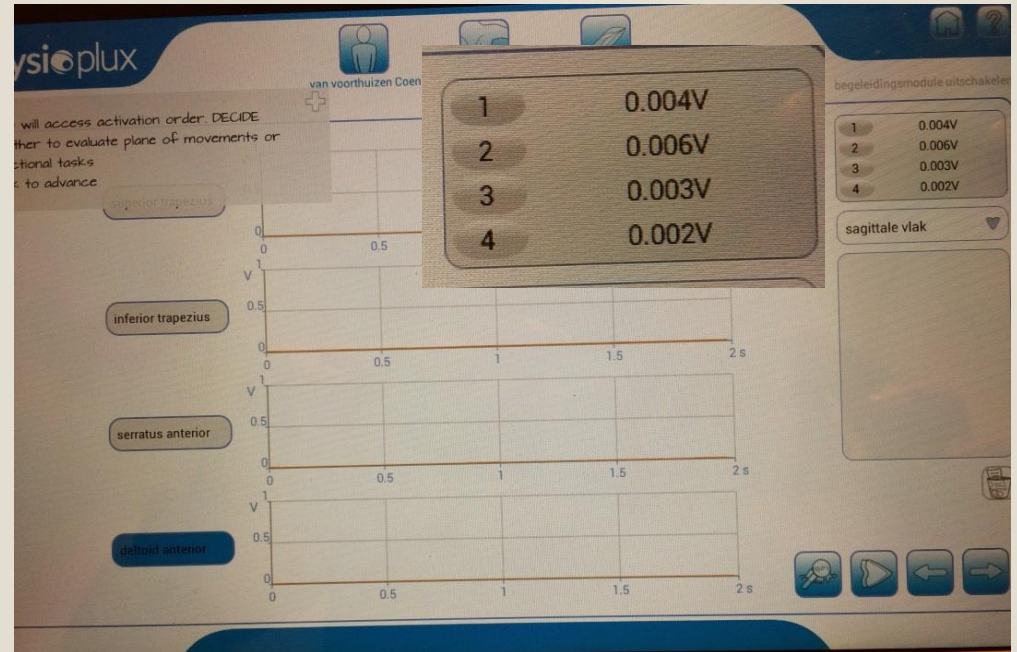 ysioplux
van voorthuizen Coen
begeleidingsmodule uitschakelen
will access activation order. DECIDE
ther to evaluate plane of movements or
ctional tasks
to advance
1 0.004V
2 0.006V
3 0.003V
4 0.002V
1 0.004V
2 0.006V
3 0.003V
4 0.002V
sagittale vlak
superior trapezius
0
0 0.5
V 1
0.5
0
0 0.5 1 1.5 2 s
inferior trapezius
V 1
0.5
0
0 0.5 1 1.5 2 s
serratus anterior
V 1
0.5
0
0 0.5 1 1.5 2 s
deltoid anterior